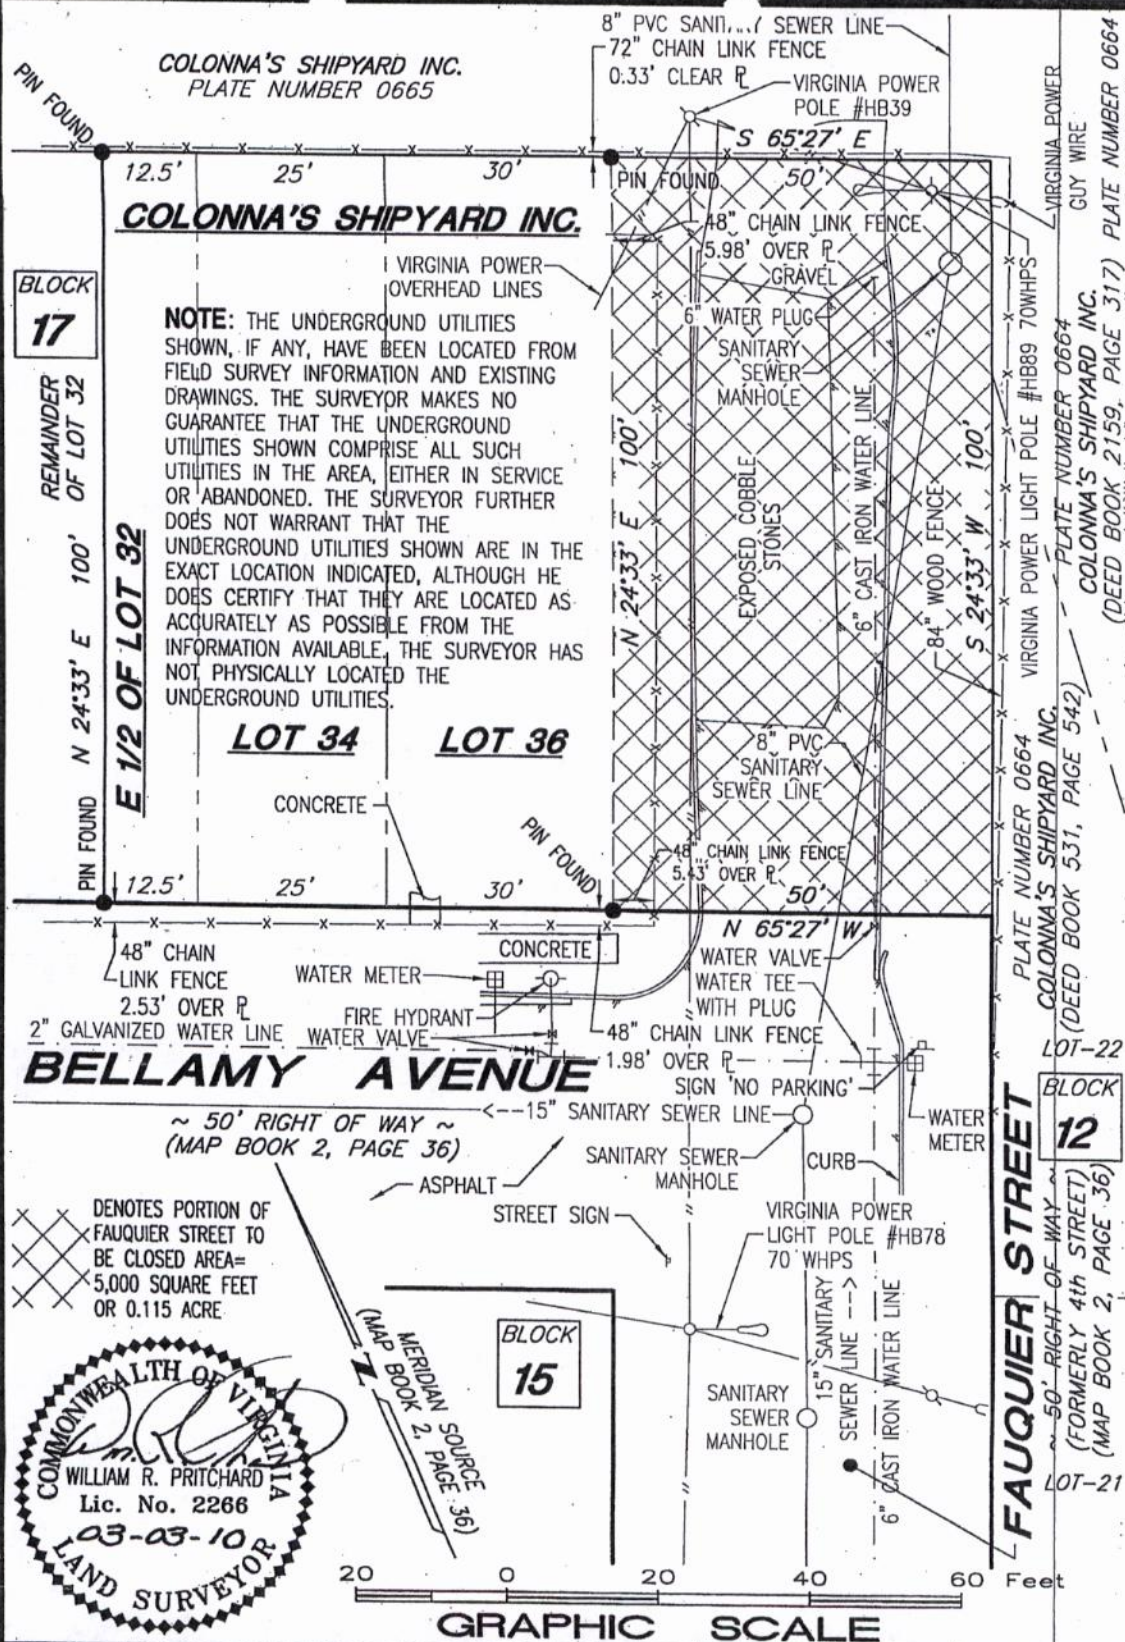 8" PVC SANI SEWER LINE
72" CHAIN LINK FENCE
0.33' CLEAR ℄
COLONNA'S SHIPYARD INC.
PLATE NUMBER 0665
PIN FOUND
VIRGINIA POWER
POLE #HB39
S 65°27' E
12.5'
25'
30'
PIN FOUND
50'
COLONNA'S SHIPYARD INC.
48" CHAIN LINK FENCE
5.98' OVER ℄
GRAVEL
VIRGINIA POWER
OVERHEAD LINES
6" WATER PLUG
SANITARY
SEWER
MANHOLE
BLOCK
17
REMAINDER
OF LOT 32
NOTE: THE UNDERGROUND UTILITIES
SHOWN, IF ANY, HAVE BEEN LOCATED FROM
FIELD SURVEY INFORMATION AND EXISTING
DRAWINGS. THE SURVEYOR MAKES NO
GUARANTEE THAT THE UNDERGROUND
UTILITIES SHOWN COMPRISE ALL SUCH
UTILITIES IN THE AREA, EITHER IN SERVICE
OR ABANDONED. THE SURVEYOR FURTHER
DOES NOT WARRANT THAT THE
UNDERGROUND UTILITIES SHOWN ARE IN THE
EXACT LOCATION INDICATED, ALTHOUGH HE
DOES CERTIFY THAT THEY ARE LOCATED AS
ACCURATELY AS POSSIBLE FROM THE
INFORMATION AVAILABLE. THE SURVEYOR HAS
NOT PHYSICALLY LOCATED THE
UNDERGROUND UTILITIES.
N 24°33' E 100'
E 1/2 OF LOT 32
LOT 34
LOT 36
N 24°33' E 100'
EXPOSED COBBLE
STONES
6" CAST IRON WATER LINE
84" WOOD FENCE
S 24°33' W 100'
VIRGINIA POWER LIGHT POLE #HB89 70WHPS
VIRGINIA POWER
GUY WIRE
PLATE NUMBER 0664
COLONNA'S SHIPYARD INC.
(DEED BOOK 2159, PAGE 317) PLATE NUMBER 0664
PLATE NUMBER 0664
COLONNA'S SHIPYARD INC.
(DEED BOOK 531, PAGE 542)
8" PVC
SANITARY
SEWER LINE
CONCRETE
PIN FOUND
PIN FOUND
48" CHAIN LINK FENCE
5.43' OVER ℄
12.5'
25'
30'
50'
N 65°27' W
48" CHAIN
LINK FENCE
2.53' OVER ℄
CONCRETE
WATER METER
FIRE HYDRANT
WATER VALVE
WATER VALVE
WATER TEE
WITH PLUG
48" CHAIN LINK FENCE
1.98' OVER ℄
SIGN 'NO PARKING'
2" GALVANIZED WATER LINE
BELLAMY AVENUE
~ 50' RIGHT OF WAY ~
(MAP BOOK 2, PAGE 36)
<--15" SANITARY SEWER LINE
SANITARY SEWER
MANHOLE
CURB
WATER
METER
LOT-22
BLOCK
12
ASPHALT
STREET SIGN
VIRGINIA POWER
LIGHT POLE #HB78
70 WHPS
DENOTES PORTION OF
FAUQUIER STREET TO
BE CLOSED AREA=
5,000 SQUARE FEET
OR 0.115 ACRE
N
MERIDIAN SOURCE
(MAP BOOK 2, PAGE 36)
BLOCK
15
SANITARY
SEWER
MANHOLE
15" SANITARY
SEWER LINE --->
6" CAST IRON WATER LINE
FAUQUIER STREET
~ 50' RIGHT OF WAY ~
(FORMERLY 4th STREET)
(MAP BOOK 2, PAGE 36)
LOT-21
COMMONWEALTH OF VIRGINIA
WILLIAM R. PRITCHARD
Lic. No. 2266
03-03-10
LAND SURVEYOR
20 0 20 40 60 Feet
GRAPHIC SCALE